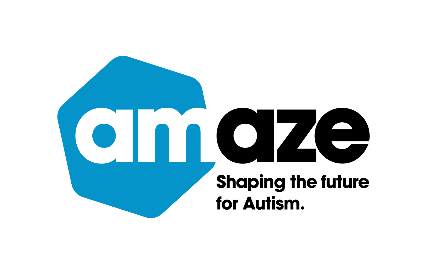 amaze
Shaping the future
for Autism.